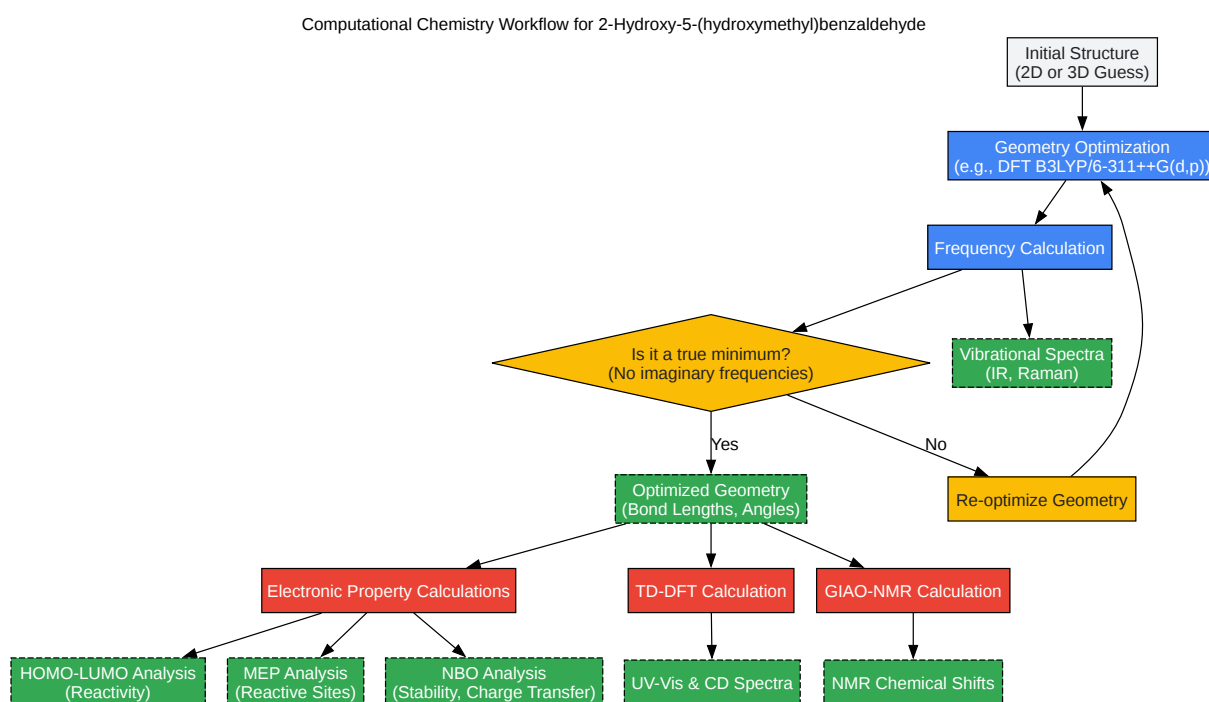 Computational Chemistry Workflow for 2-Hydroxy-5-(hydroxymethyl)benzaldehyde
Initial Structure
(2D or 3D Guess)
Geometry Optimization
(e.g., DFT B3LYP/6-311++G(d,p))
Frequency Calculation
Is it a true minimum?
(No imaginary frequencies)
Vibrational Spectra
(IR, Raman)
Yes
No
Optimized Geometry
(Bond Lengths, Angles)
Re-optimize Geometry
Electronic Property Calculations
TD-DFT Calculation
GIAO-NMR Calculation
HOMO-LUMO Analysis
(Reactivity)
MEP Analysis
(Reactive Sites)
NBO Analysis
(Stability, Charge Transfer)
UV-Vis & CD Spectra
NMR Chemical Shifts